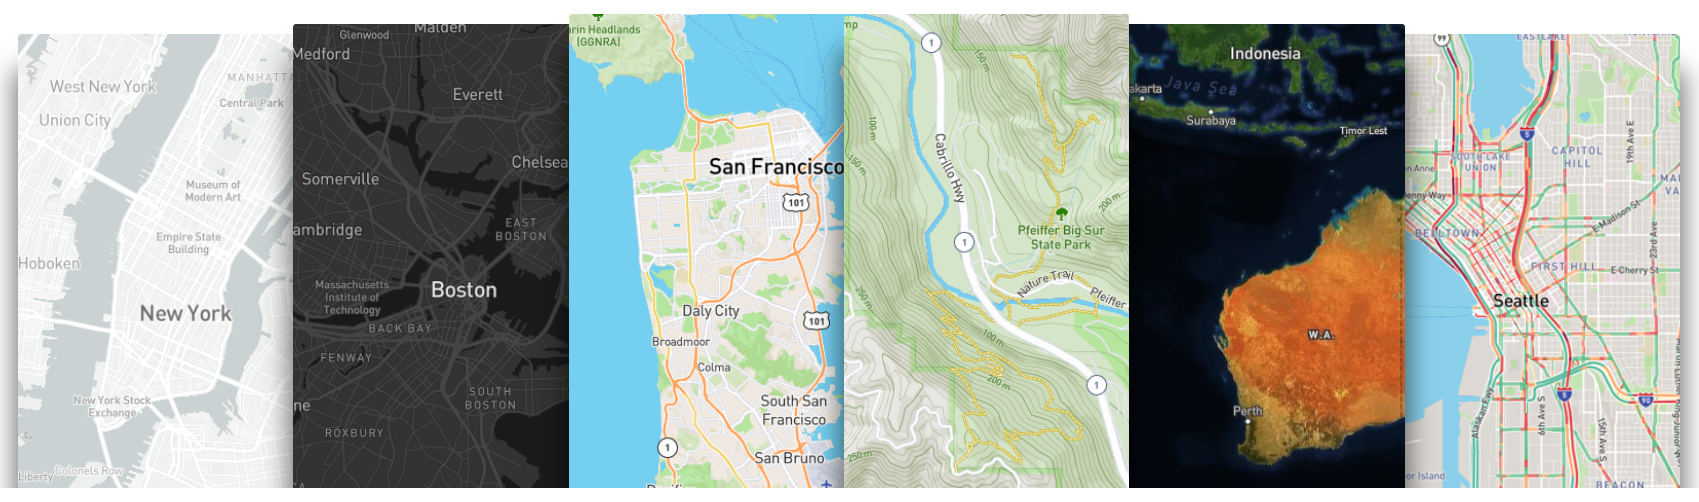 West New York
MANHATTA
Central Park
Union City
Museum of
Modern Art
Empire State
Building
Hoboken
New York
New York Stock
Exchange
Colonels Row
Liberty
Glenwood
Malden
Medford
Everett
Chelsea
Somerville
EAST
BOSTON
ambridge
Massachusetts
Institute of
Technology
Boston
BACK BAY
FENWAY
SOUTH
BOSTON
ne
ROXBURY
CA
arin Headlands
(GGNRA)
San Francisco
101
Daly City
101
Broadmoor
Colma
South San
Francisco
1
San Bruno
mp
1
150 m
100 m
150 m
Cabrillo Hwy
200 m
Pfeiffer Big Sur
State Park
1
Nature Trail
Pfeiffer
250 m
100 m
200 m
1
250 m
Indonesia
akarta
Java Sea
Surabaya
Timor Lest
W.A.
Perth
EASTLAKE
99
5
19th Ave E
CAPITOL
HILL
SOUTH LAKE
UNION
en Anne
MA
VA
enny Way
E Madison St
BELLTOWN
23rd Ave
FIRST HILL
E Cherry St
Seattle
Alaskan Fwy
5
90
6th Ave S
15th Ave S
or Island
BEACON